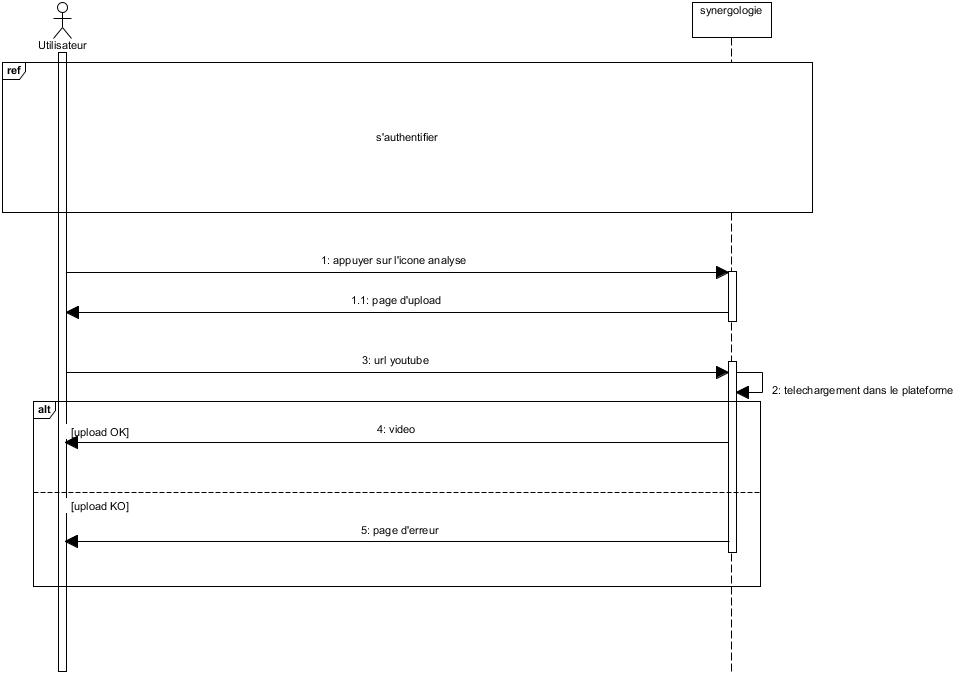 synergologie
Utilisateur
ref
s'authentifier
1: appuyer sur l'icone analyse
1.1: page d'upload
3: url youtube
2: telechargement dans le plateforme
alt
[upload OK]
4: video
[upload KO]
5: page d'erreur